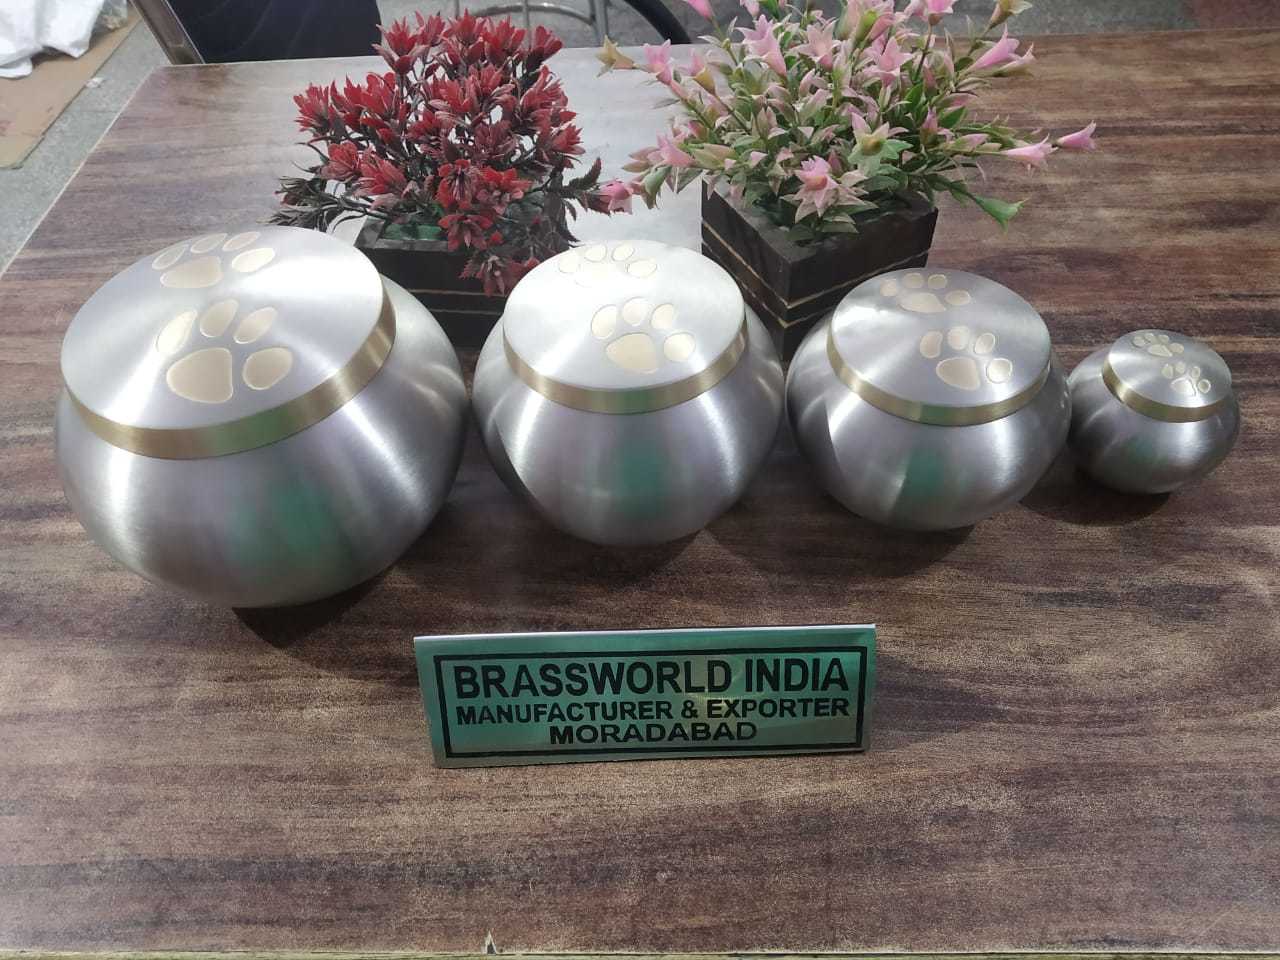 BRASSWORLD INDIA
MANUFACTURER & EXPORTER
MORADABAD